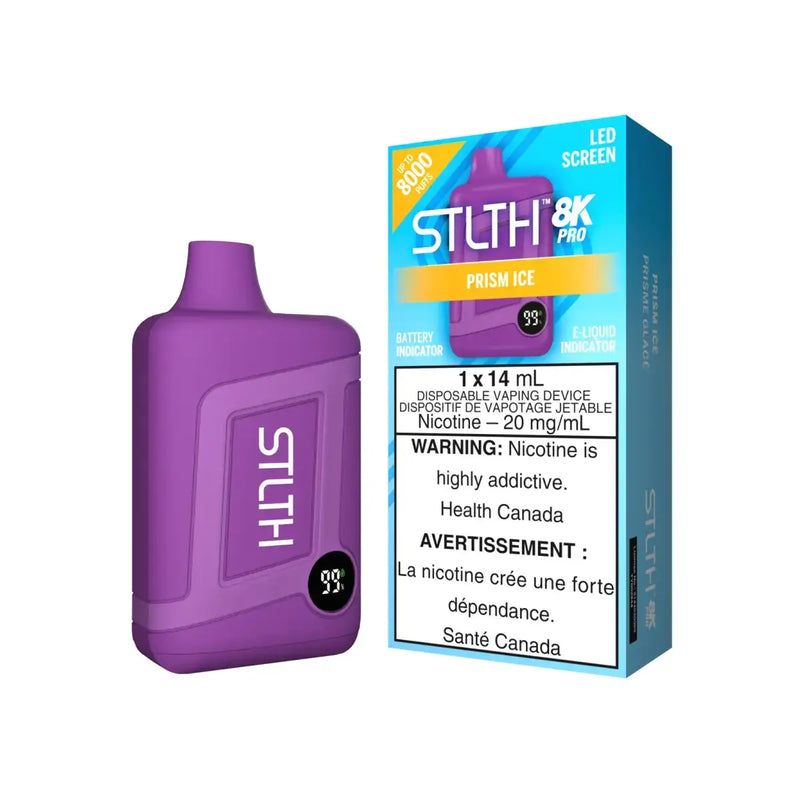 STLTH
99%
UP TO
8000
PUFFS
LED
SCREEN
STLTH™ 8K
PRO
PRISM ICE
99%
BATTERY
INDICATOR
E-LIQUID
INDICATOR
1 x 14 mL
DISPOSABLE VAPING DEVICE
DISPOSITIF DE VAPOTAGE JETABLE
Nicotine – 20 mg/mL
WARNING: Nicotine is
highly addictive.
Health Canada
AVERTISSEMENT :
La nicotine crée une forte
dépendance.
Santé Canada
PRISM ICE
PRISME GLACE
STLTH 8K
PRO